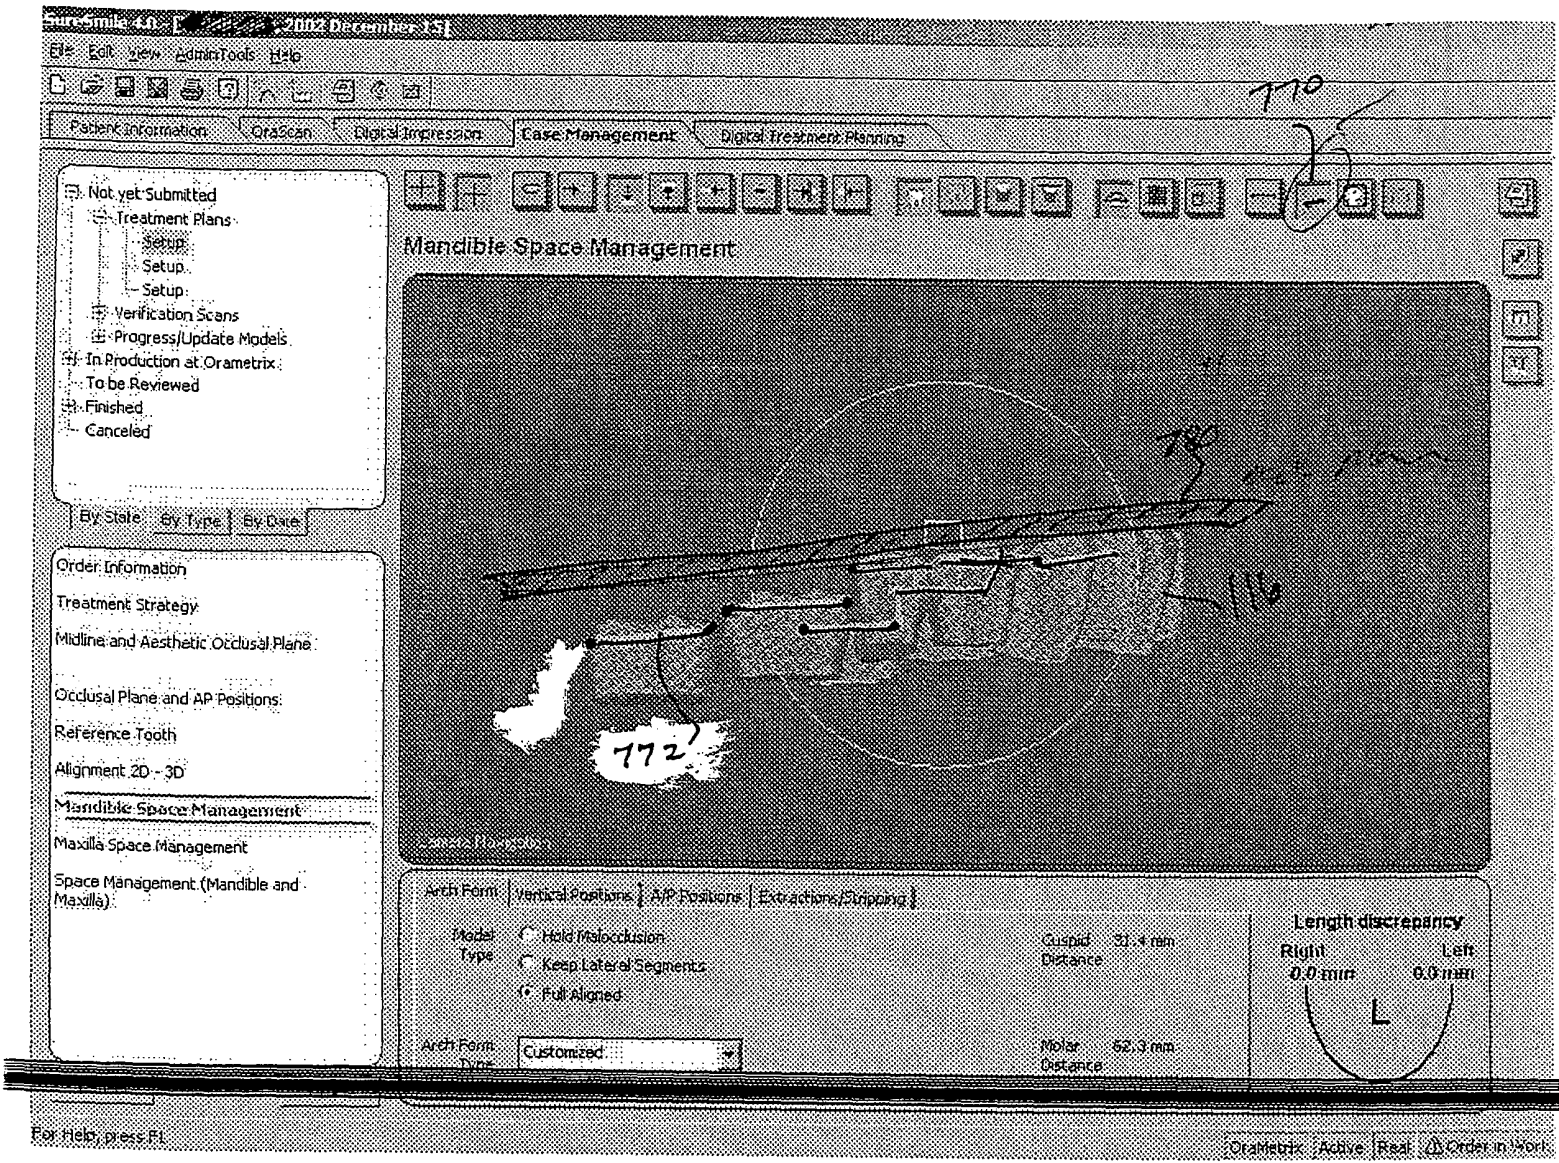 SureSmile 4.0 - [ 2002 December 15]
File Edit View AdminTools Help
770
Patient Information OraScan Digital Impression Case Management Digital Treatment Planning
Not yet Submitted
Treatment Plans
Setup
Setup
Setup
Verification Scans
Progress/Update Models
In Production at Orametrix
To be Reviewed
Finished
Canceled
By State By Type By Date
Order Information
Treatment Strategy
Midline and Aesthetic Occlusal Plane
Occlusal Plane and AP Positions
Reference Tooth
Alignment 2D - 3D
Mandible Space Management
Maxilla Space Management
Space Management (Mandible and
Maxilla)
Mandible Space Management
780
116
772
Arch Form Vertical Positions A/P Positions Extractions/Stripping
Model
Type
Hold Malocclusion
Keep Lateral Segments
Full Aligned
Cuspid 31.4 mm
Distance
Arch Form
Type
Customized
Molar 62.3 mm
Distance
Length discrepancy
Right Left
0.0 mm 0.0 mm
L
For Help, press F1
OraMetrix Active Real Order in Work